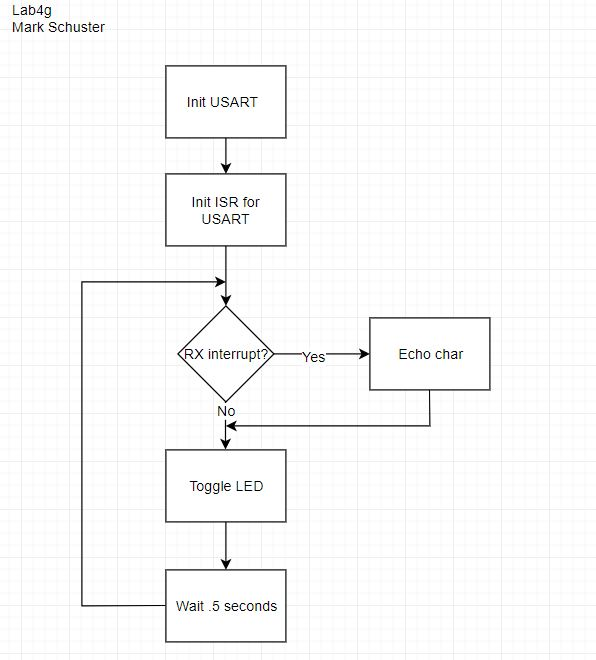 Lab4g
Mark Schuster
Init USART
Init ISR for
USART
RX interrupt?
Yes
Echo char
No
Toggle LED
Wait .5 seconds